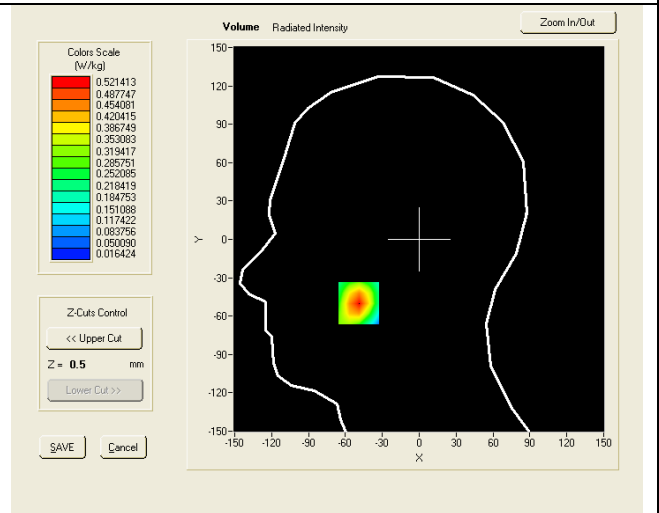 Volume Radiated Intensity
Zoom In/Out
Colors Scale
(W/kg)
0.521413
0.487747
0.454081
0.420415
0.386749
0.353083
0.319417
0.285751
0.252085
0.218419
0.184753
0.151088
0.117422
0.083756
0.050090
0.016424
Z-Cuts Control
<< Upper Cut
Z = 0.5 mm
Lower Cut >>
SAVE Cancel
150
120
90
60
30
0
-30
-60
-90
-120
-150
Y
-150 -120 -90 -60 -30 0 30 60 90 120 150
X